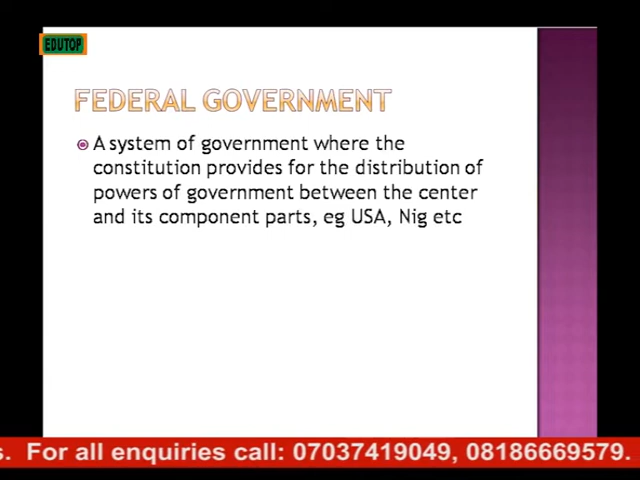 EDUTOP
FEDERAL GOVERNMENT
A system of government where the
constitution provides for the distribution of
powers of government between the center
and its component parts, eg USA, Nig etc
s. For all enquiries call: 07037419049, 08186669579.